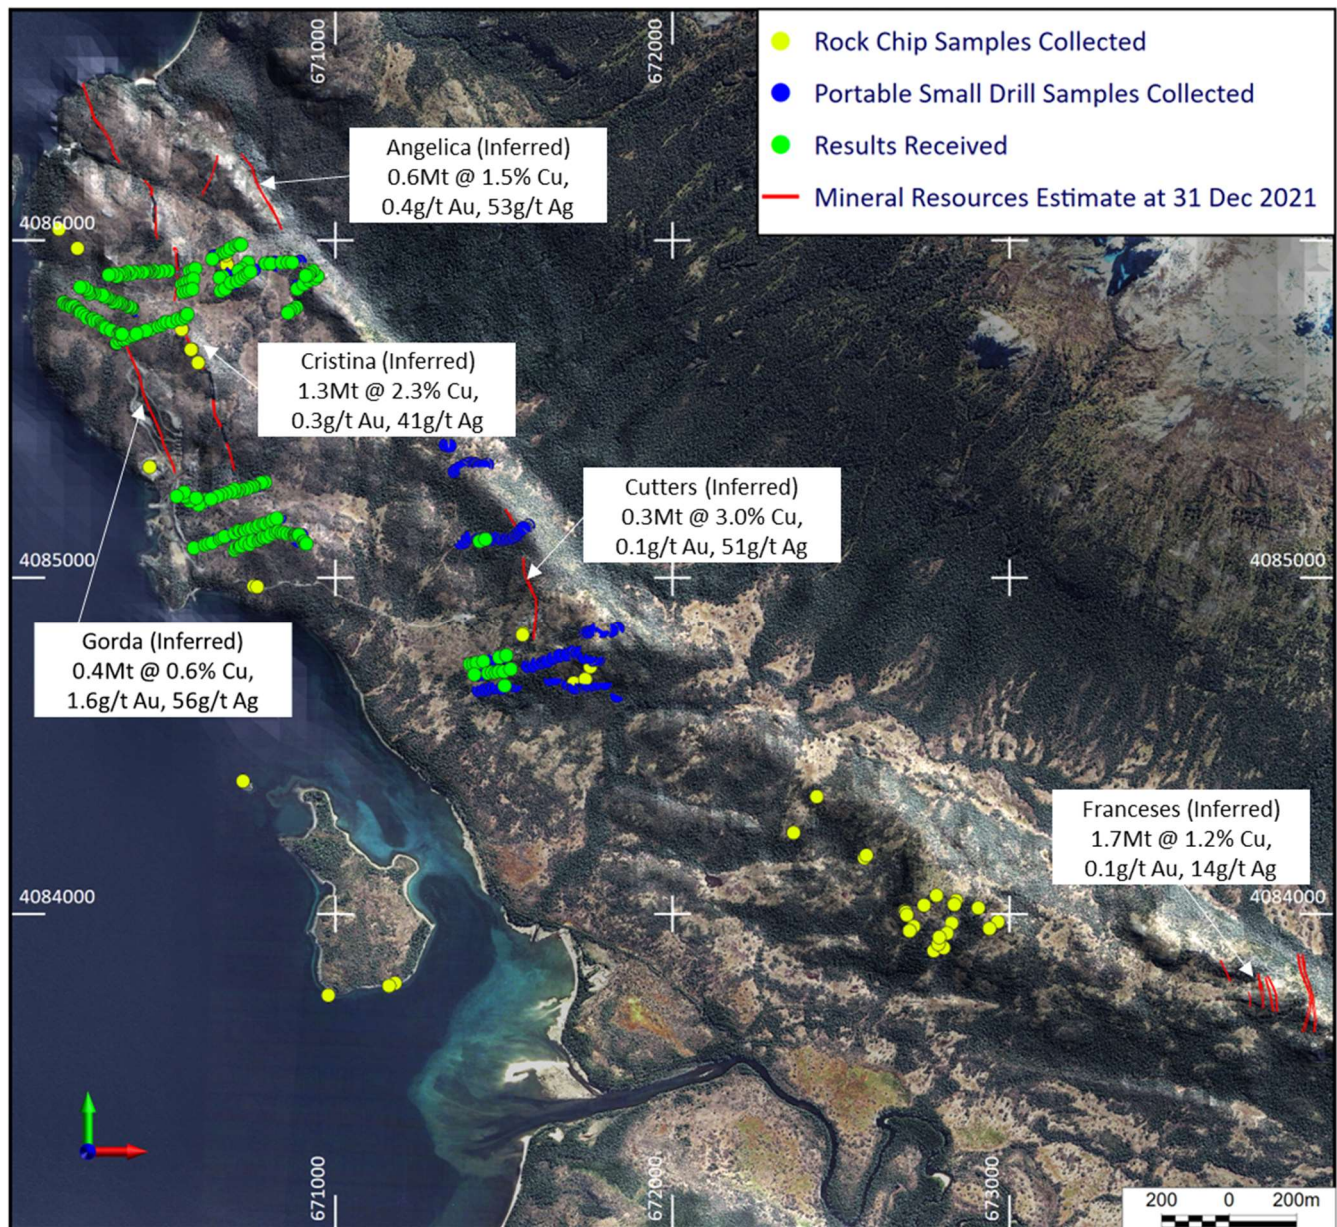 671000
672000
Rock Chip Samples Collected
Portable Small Drill Samples Collected
Results Received
Mineral Resources Estimate at 31 Dec 2021
Angelica (Inferred)
0.6Mt @ 1.5% Cu,
0.4g/t Au, 53g/t Ag
4086000
Cristina (Inferred)
1.3Mt @ 2.3% Cu,
0.3g/t Au, 41g/t Ag
Cutters (Inferred)
0.3Mt @ 3.0% Cu,
0.1g/t Au, 51g/t Ag
4085000
4085000
Gorda (Inferred)
0.4Mt @ 0.6% Cu,
1.6g/t Au, 56g/t Ag
Franceses (Inferred)
1.7Mt @ 1.2% Cu,
0.1g/t Au, 14g/t Ag
4084000
4084000
671000
672000
673000
200 0 200m